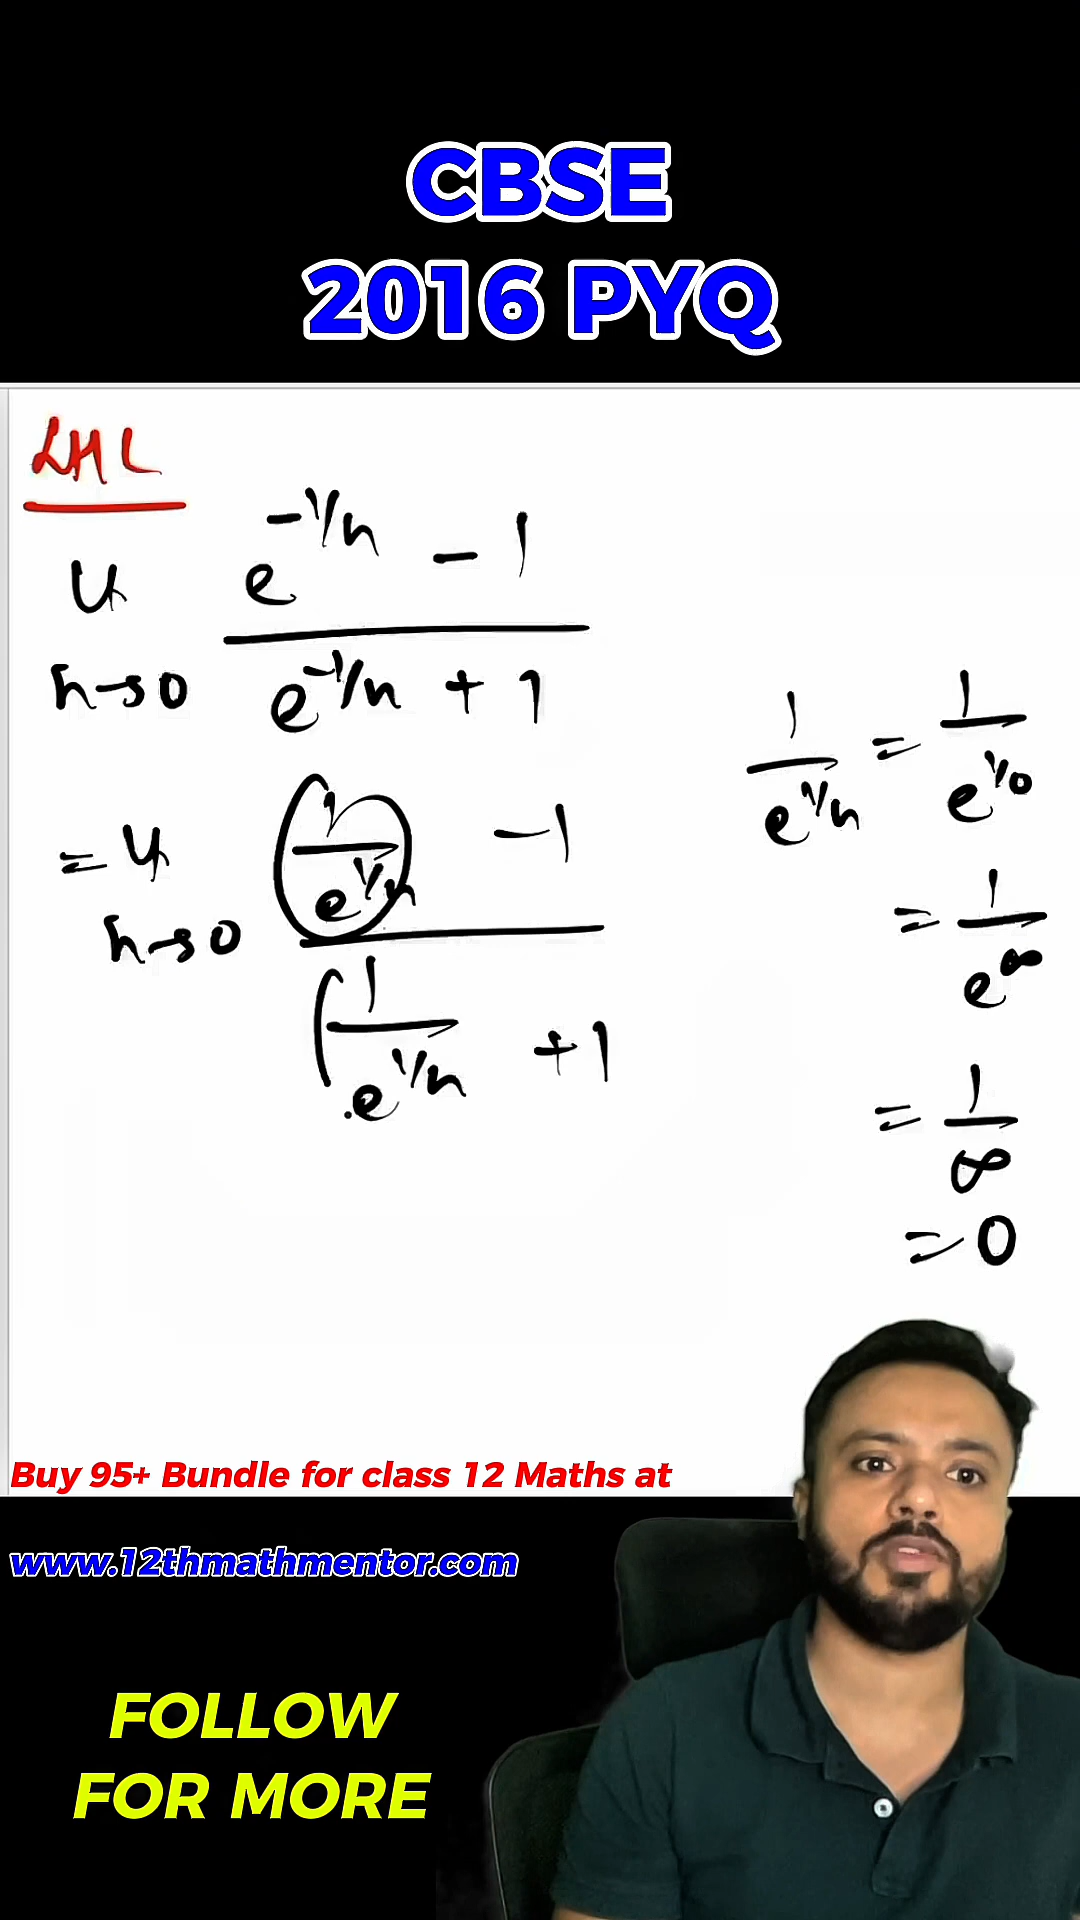 CBSE
2016 PYQ
LHL
lt h→0 (e^(-1/h) - 1) / (e^(-1/h) + 1)
= lt h→0 (1/e^(1/h) - 1) / (1/e^(1/h) + 1)
1/e^(1/h) = 1/e^(1/0)
= 1/e^∞
= 1/∞
= 0
Buy 95+ Bundle for class 12 Maths at
www.12thmathmentor.com
FOLLOW
FOR MORE